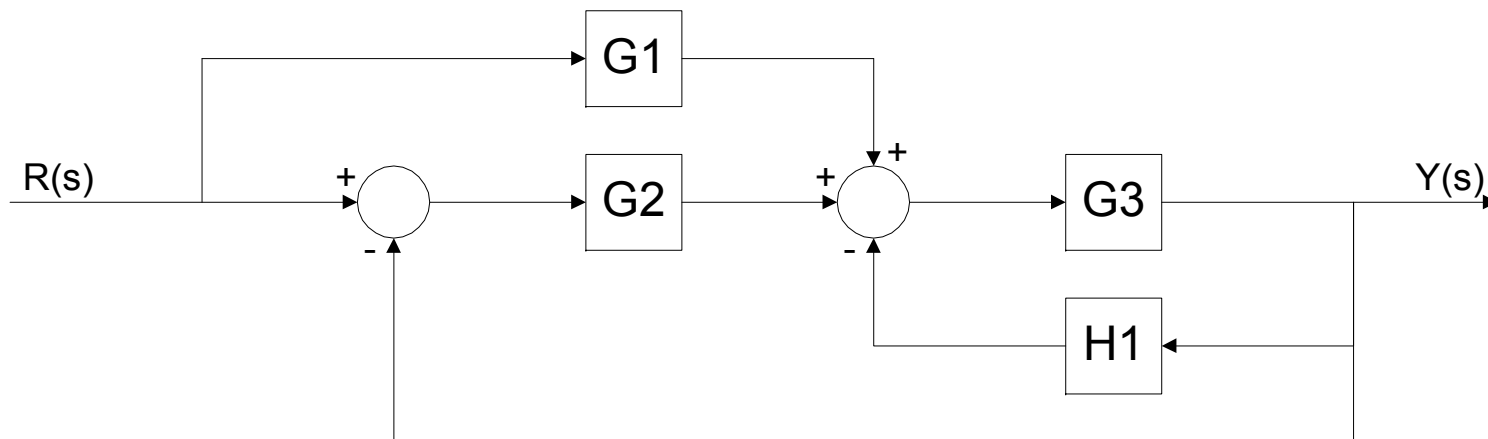 G1
+
R(s)
+
G2
+
G3
Y(s)
-
-
H1